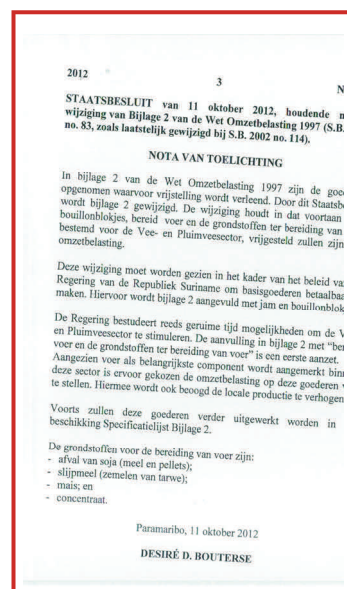 2012
3
N
STAATSBESLUIT van 11 oktober 2012, houdende
wijziging van Bijlage 2 van de Wet Omzetbelasting 1997 (S.B.
no. 83, zoals laatstelijk gewijzigd bij S.B. 2002 no. 114).
NOTA VAN TOELICHTING
In bijlage 2 van de Wet Omzetbelasting 1997 zijn de goe
opgenomen waarvoor vrijstelling wordt verleend. Door dit Staatsb
wordt bijlage 2 gewijzigd. De wijziging houdt in dat voortaan
bouillonblokjes, bereid voer en de grondstoffen ter bereiding van
bestemd voor de Vee- en Pluimveesector, vrijgesteld zullen zijn
omzetbelasting.
Deze wijziging moet worden gezien in het kader van het beleid va
Regering van de Republiek Suriname om basisgoederen betaalbaa
maken. Hiervoor wordt bijlage 2 aangevuld met jam en bouillonblok
De Regering bestudeert reeds geruime tijd mogelijkheden om de V
en Pluimveesector te stimuleren. De aanvulling in bijlage 2 met “ber
voer en de grondstoffen ter bereiding van voer” is een eerste aanzet.
Aangezien voer als belangrijkste component wordt aangemerkt binn
deze sector is ervoor gekozen de omzetbelasting op deze goederen v
te stellen. Hiermee wordt ook beoogd de locale productie te verhogen
Voorts zullen deze goederen verder uitgewerkt worden in
beschikking Specificatielijst Bijlage 2.
De grondstoffen voor de bereiding van voer zijn:
- afval van soja (meel en pellets);
- slijpmeel (zemelen van tarwe);
- mais; en
- concentraat.
Paramaribo, 11 oktober 2012
DESIRÉ D. BOUTERSE